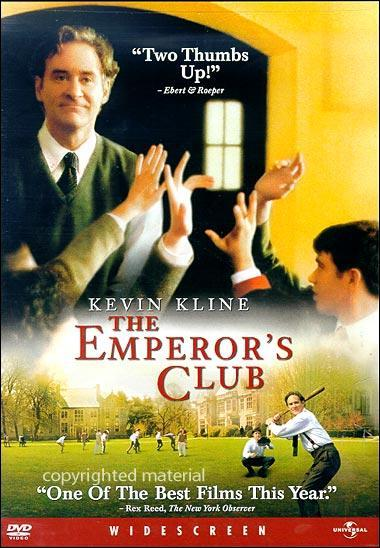 “Two Thumbs
Up!”
– Ebert & Roeper
KEVIN KLINE
THE
EMPEROR'S
CLUB
copyrighted material
“One Of The Best Films This Year.”
– Rex Reed, The New York Observer
DVD
VIDEO
WIDESCREEN
UNIVERSAL